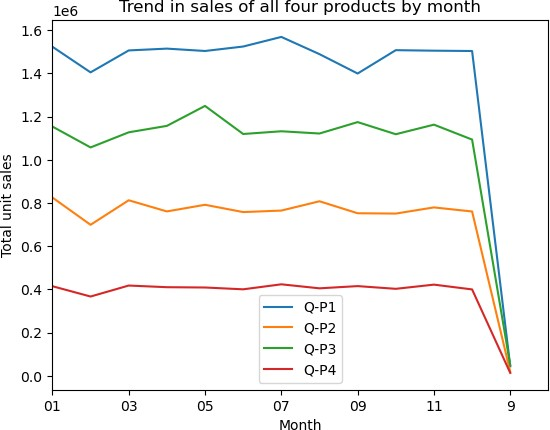 Trend in sales of all four products by month
1e6
1.6
1.4
1.2
1.0
0.8
0.6
0.4
0.2
0.0
Total unit sales
Q-P1
Q-P2
Q-P3
Q-P4
01 03 05 07 09 11 9
Month